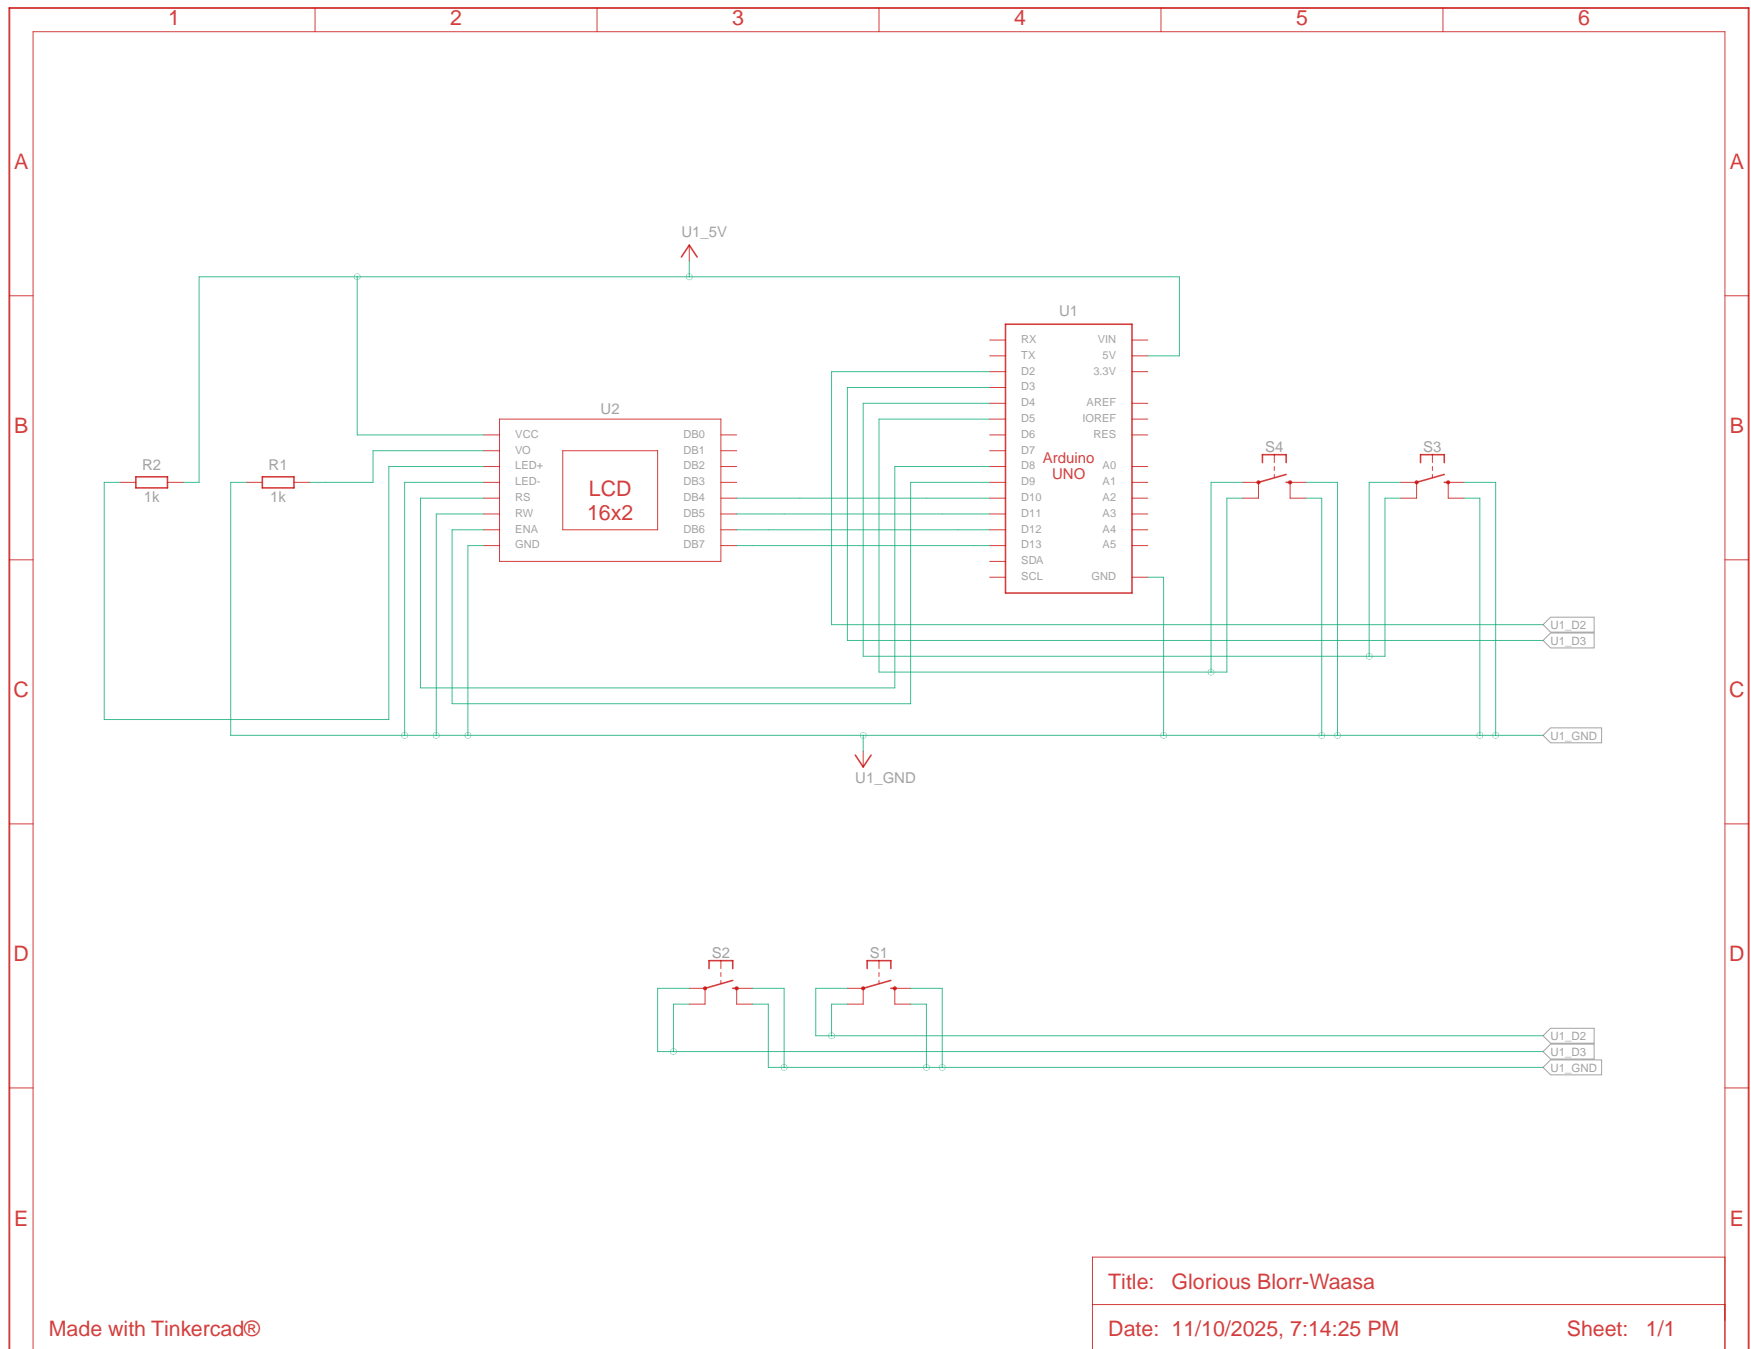 1 2 3 4 5 6
A A
U1_5V
U1
RX VIN
TX 5V
D2 3.3V
D3
D4 AREF
D5 IOREF
D6 RES
D7
D8 A0
D9 A1
D10 A2
D11 A3
D12 A4
D13 A5
SDA
SCL GND
Arduino
UNO
U2
VCC DB0
VO DB1
LED+ DB2
LED- DB3
RS DB4
RW DB5
ENA DB6
GND DB7
LCD
16x2
B B
R2
1k
R1
1k
S4
S3
U1_D2
U1_D3
C C
U1_GND
U1_GND
D D
S2
S1
U1_D2
U1_D3
U1_GND
E E
Title: Glorious Blorr-Waasa
Made with Tinkercad®
Date: 11/10/2025, 7:14:25 PM Sheet: 1/1